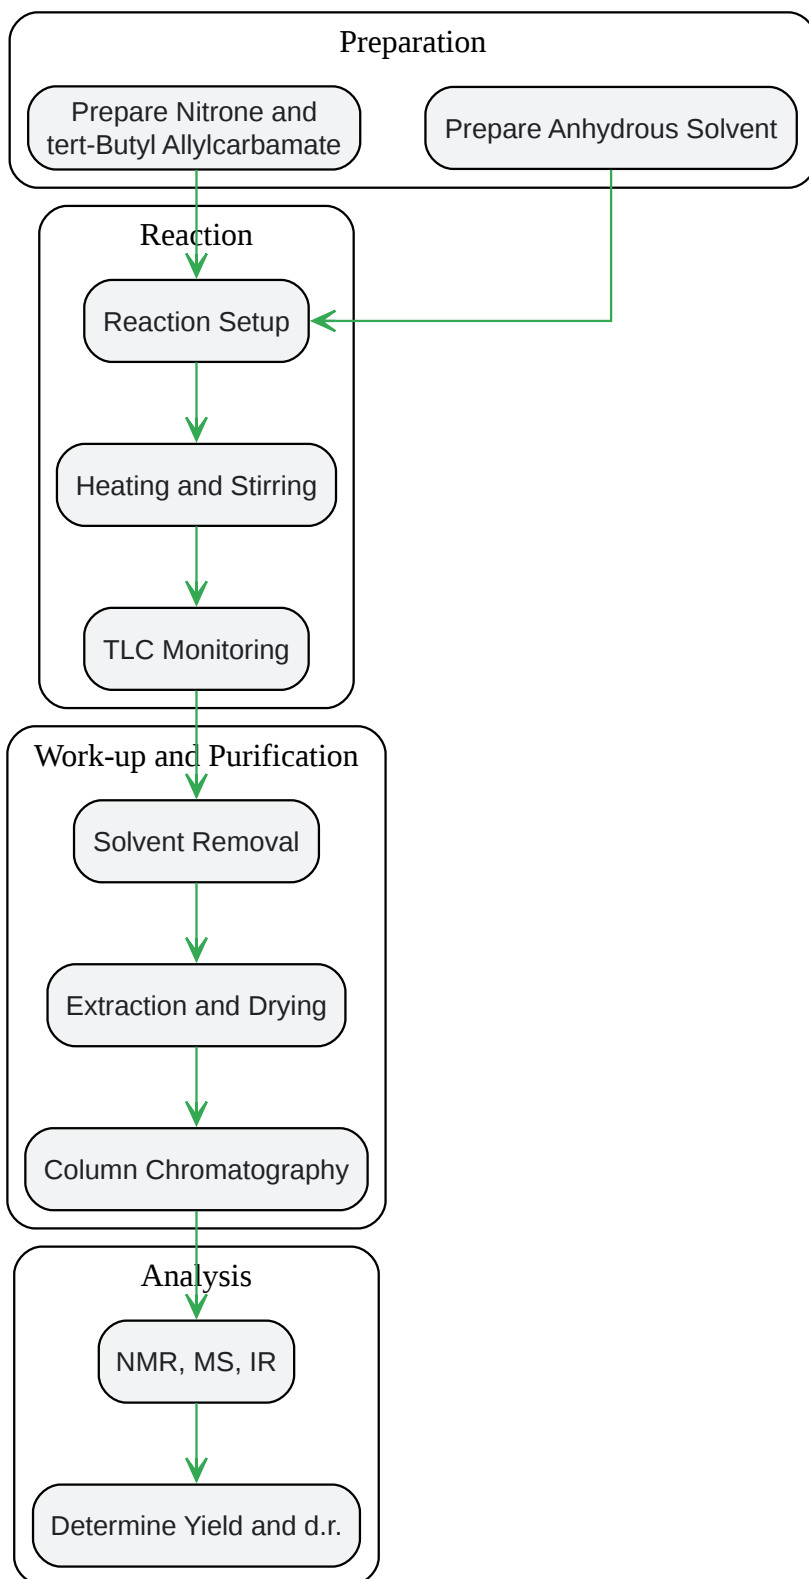 Preparation
Prepare Nitrone and
tert-Butyl Allylcarbamate
Prepare Anhydrous Solvent
Reaction
Reaction Setup
Heating and Stirring
TLC Monitoring
Work-up and Purification
Solvent Removal
Extraction and Drying
Column Chromatography
Analysis
NMR, MS, IR
Determine Yield and d.r.